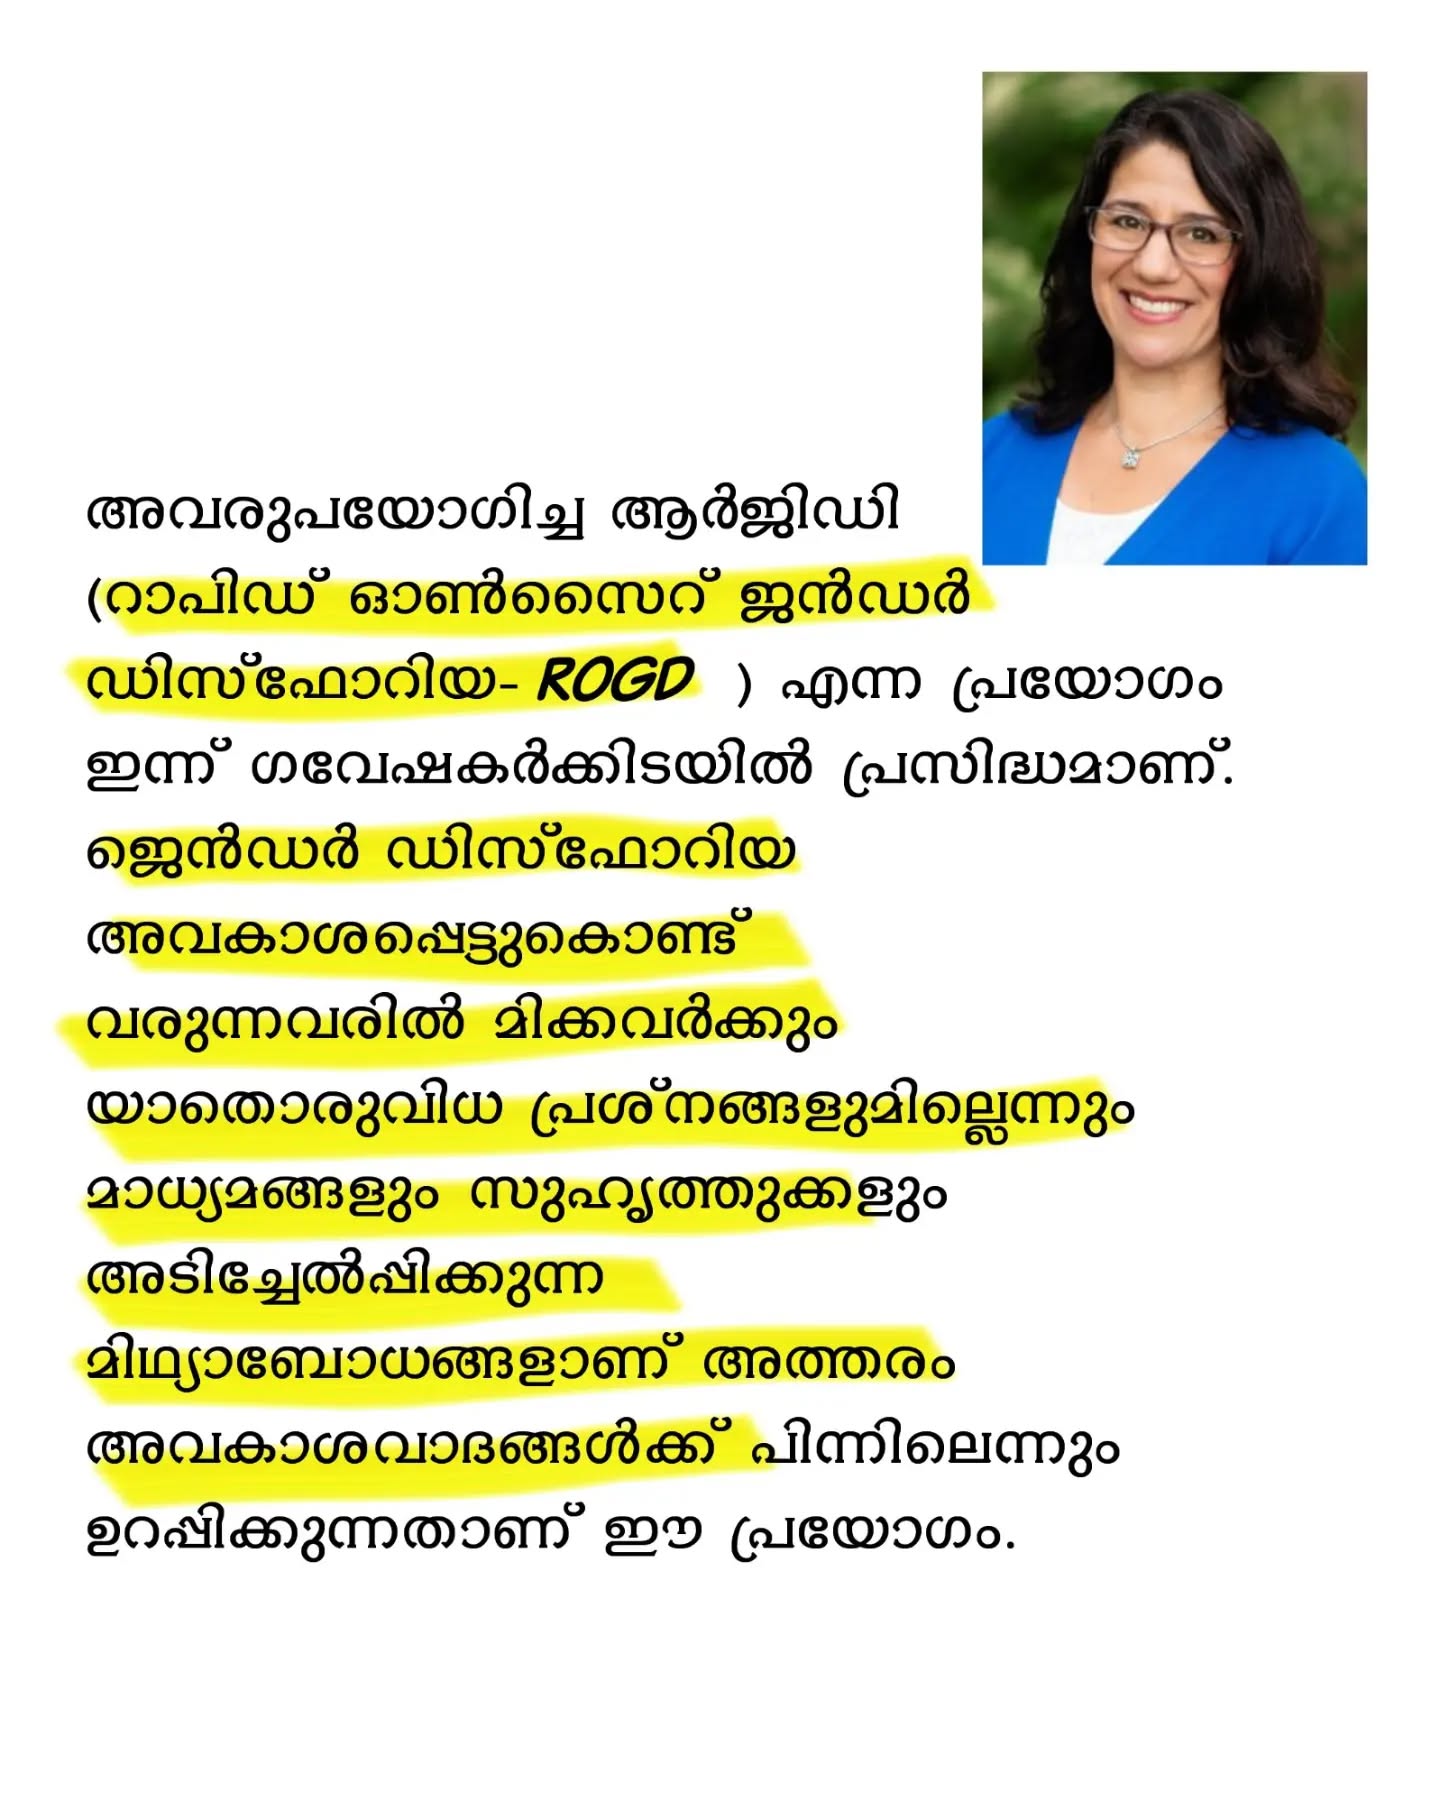 അവരുപയോഗിച്ച ആർജിഡി
(റാപിഡ് ഓൺസൈറ് ജൻഡർ
ഡിസ്ഫോറിയ- ROGD ) എന്ന പ്രയോഗം
ഇന്ന് ഗവേഷകർക്കിടയിൽ പ്രസിദ്ധമാണ്.
ജെൻഡർ ഡിസ്ഫോറിയ
അവകാശപ്പെട്ടുകൊണ്ട്
വരുന്നവരിൽ മിക്കവർക്കും
യാതൊരുവിധ പ്രശ്നങ്ങളുമില്ലെന്നും
മാധ്യമങ്ങളും സുഹൃത്തുക്കളും
അടിച്ചേൽപ്പിക്കുന്ന
മിഥ്യാബോധങ്ങളാണ് അത്തരം
അവകാശവാദങ്ങൾക്ക് പിന്നിലെന്നും
ഉറപ്പിക്കുന്നതാണ് ഈ പ്രയോഗം.